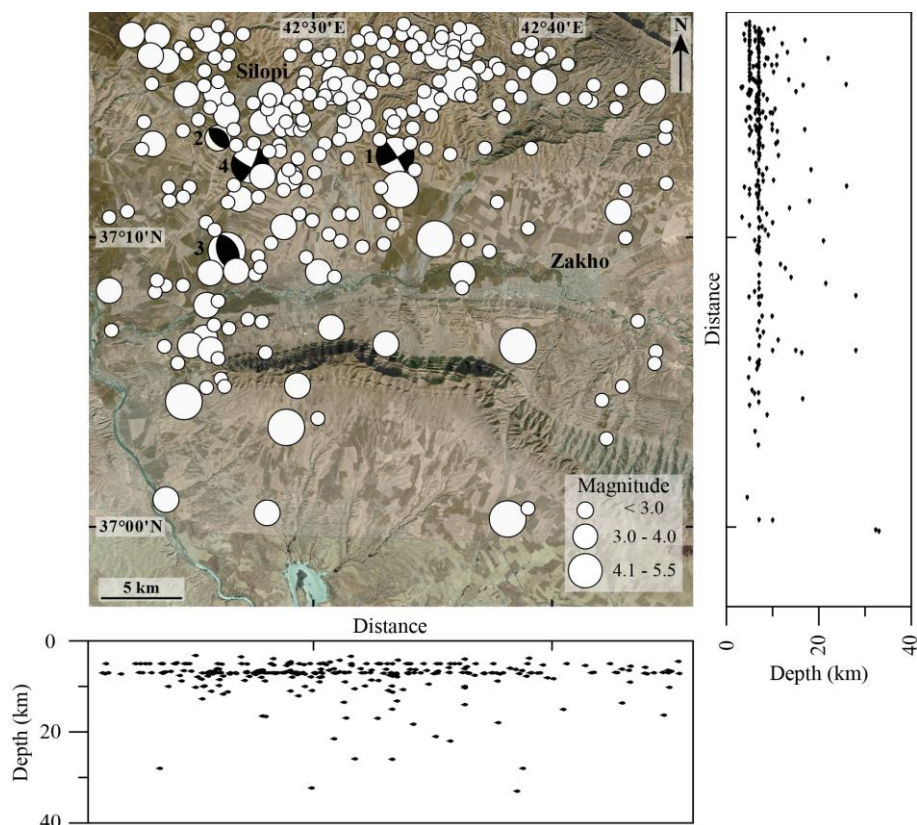 42°30'E
42°40'E
N
Silopi
2
4
1
37°10'N
3
Zakho
Magnitude
< 3.0
3.0 - 4.0
4.1 - 5.5
37°00'N
5 km
Distance
0
20
40
Depth (km)
Distance
0
20
40
Depth (km)